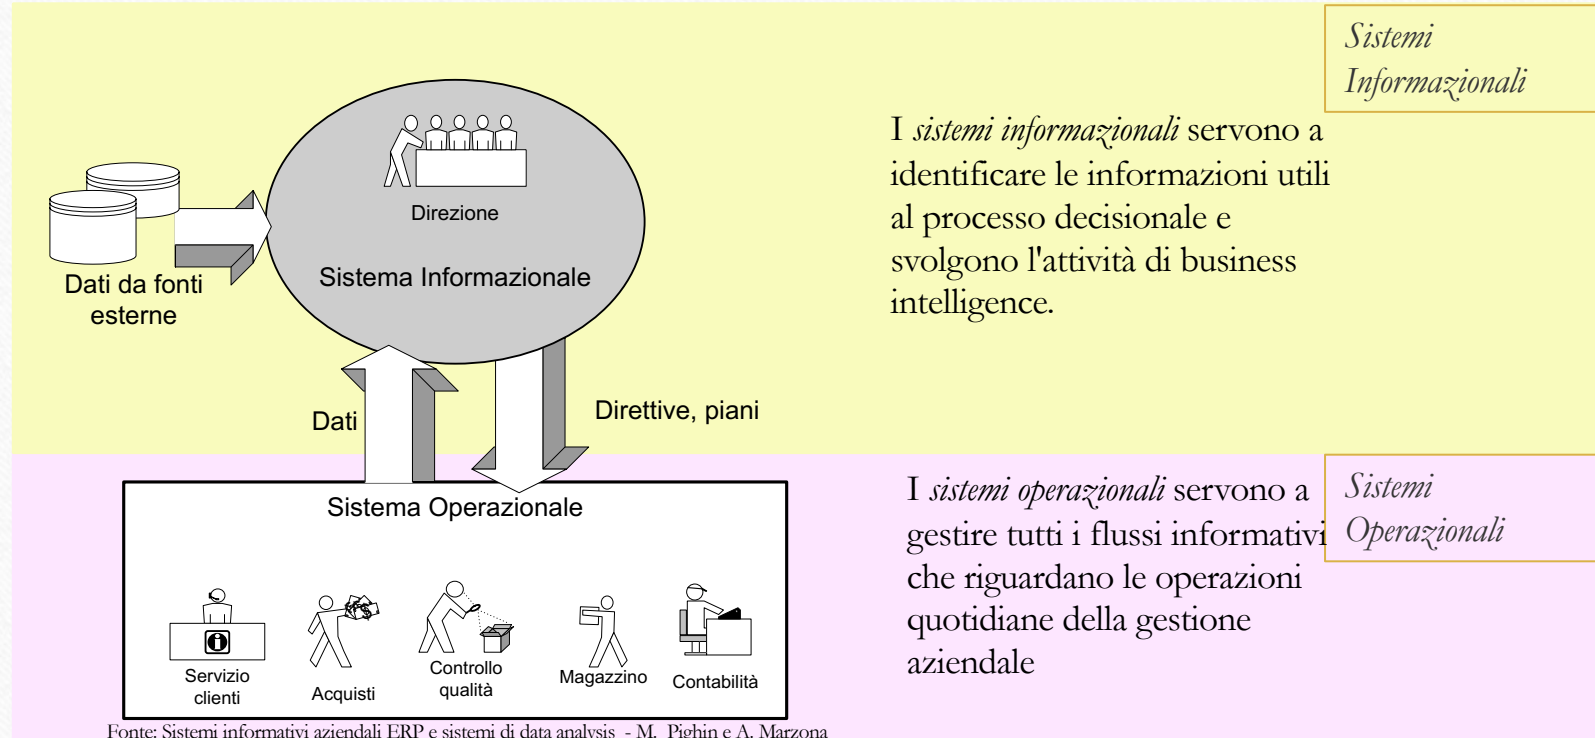 Sistemi
Informazionali
I sistemi informazionali servono a
identificare le informazioni utili
al processo decisionale e
svolgono l'attività di business
intelligence.
Direzione
Sistema Informazionale
Dati da fonti
esterne
Dati
Direttive, piani
Sistema Operazionale
Servizio
clienti
Acquisti
Controllo
qualità
Magazzino
Contabilità
I sistemi operazionali servono a
gestire tutti i flussi informativi
che riguardano le operazioni
quotidiane della gestione
aziendale
Sistemi
Operazionali
Fonte: Sistemi informativi aziendali ERP e sistemi di data analysis - M. Pighin e A. Marzona